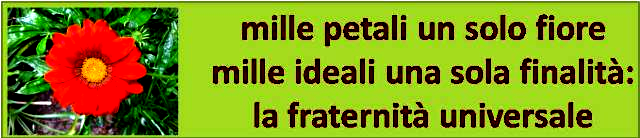 mille petali un solo fiore
mille ideali una sola finalità:
la fraternità universale